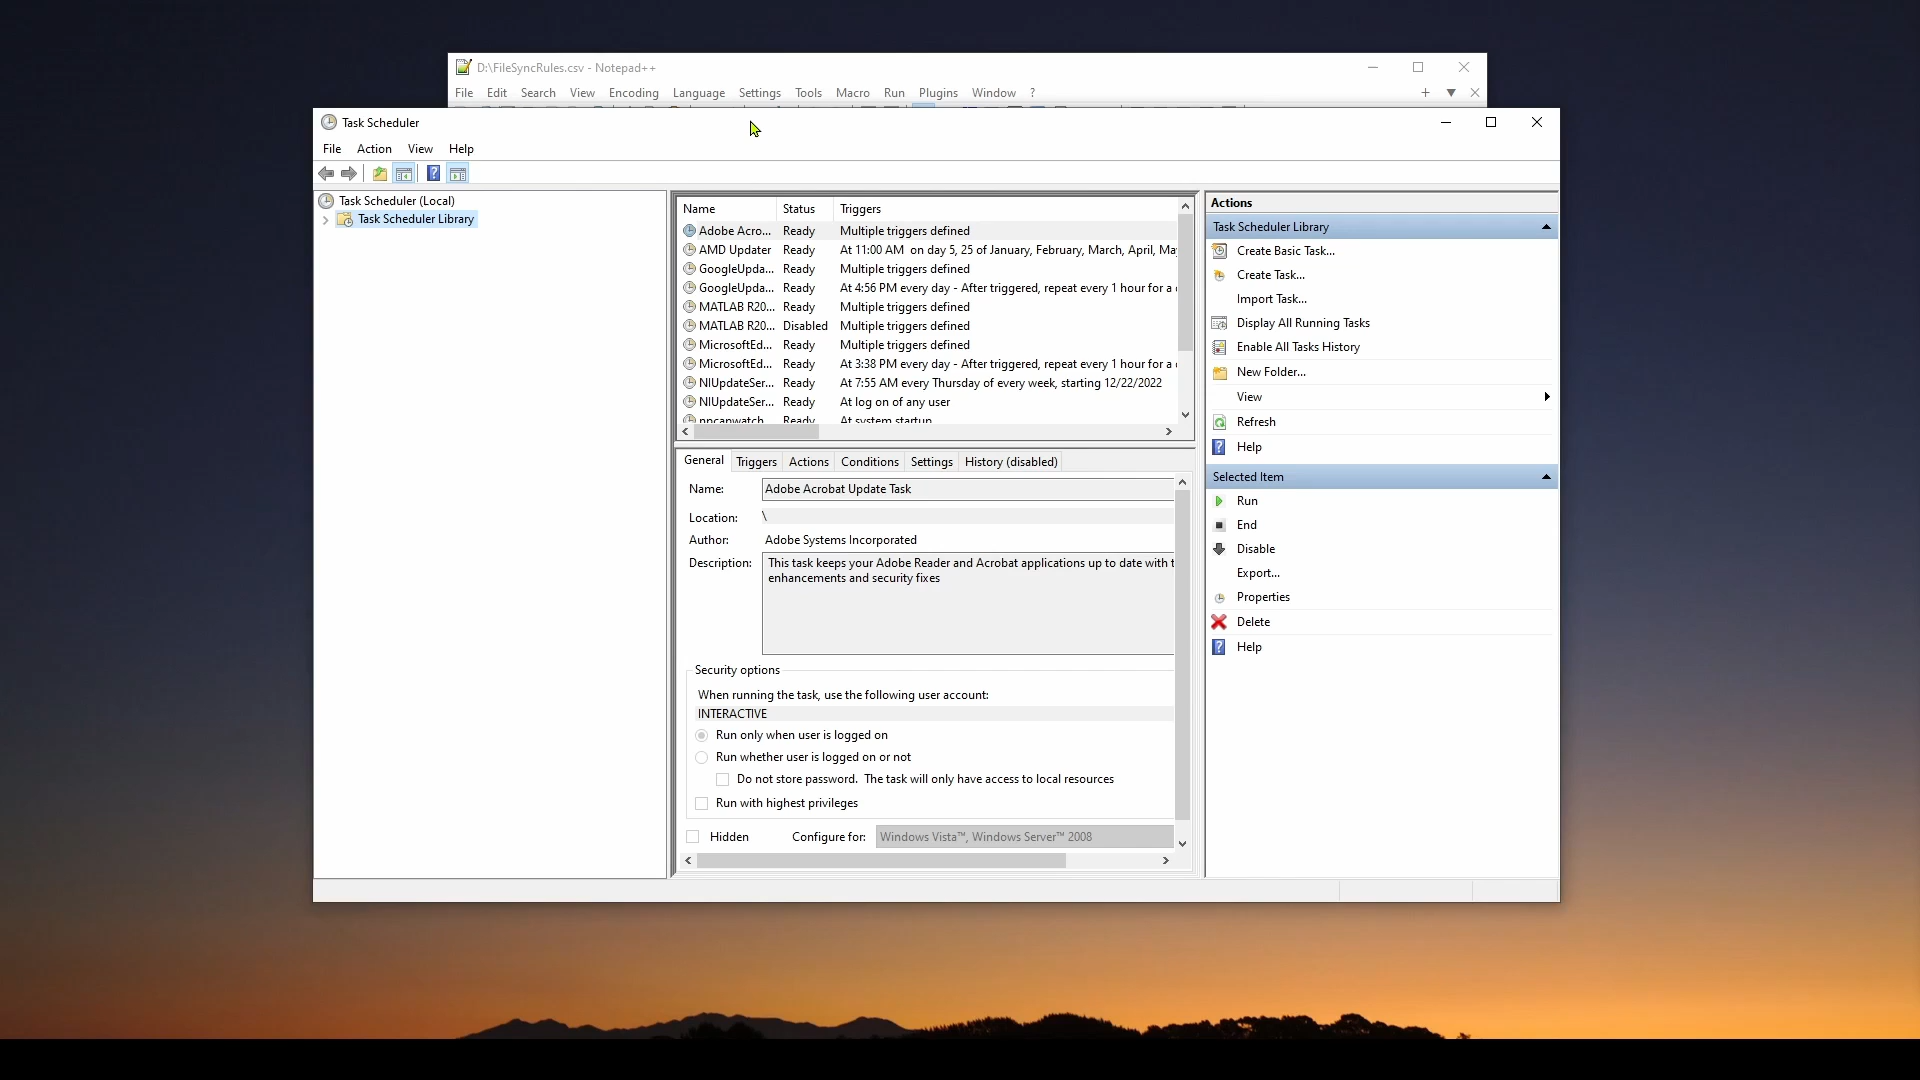 D:\FileSyncRules.csv - Notepad++
File Edit Search View Encoding Language Settings Tools Macro Run Plugins Window ?
Task Scheduler
File Action View Help
Task Scheduler (Local)
Task Scheduler Library
Name Status Triggers
Adobe Acro... Ready Multiple triggers defined
AMD Updater Ready At 11:00 AM on day 5, 25 of January, February, March, April, Ma
GoogleUpda... Ready Multiple triggers defined
GoogleUpda... Ready At 4:56 PM every day - After triggered, repeat every 1 hour for a
MATLAB R20... Ready Multiple triggers defined
MATLAB R20... Disabled Multiple triggers defined
MicrosoftEd... Ready Multiple triggers defined
MicrosoftEd... Ready At 3:38 PM every day - After triggered, repeat every 1 hour for a
NIUpdateSer... Ready At 7:55 AM every Thursday of every week, starting 12/22/2022
NIUpdateSer... Ready At log on of any user
npcapwatch... Ready At system startup
General Triggers Actions Conditions Settings History (disabled)
Name: Adobe Acrobat Update Task
Location: \
Author: Adobe Systems Incorporated
Description: This task keeps your Adobe Reader and Acrobat applications up to date with t
enhancements and security fixes
Security options
When running the task, use the following user account:
INTERACTIVE
Run only when user is logged on
Run whether user is logged on or not
Do not store password. The task will only have access to local resources
Run with highest privileges
Hidden Configure for: Windows Vista™, Windows Server™ 2008
Actions
Task Scheduler Library
Create Basic Task...
Create Task...
Import Task...
Display All Running Tasks
Enable All Tasks History
New Folder...
View
Refresh
Help
Selected Item
Run
End
Disable
Export...
Properties
Delete
Help